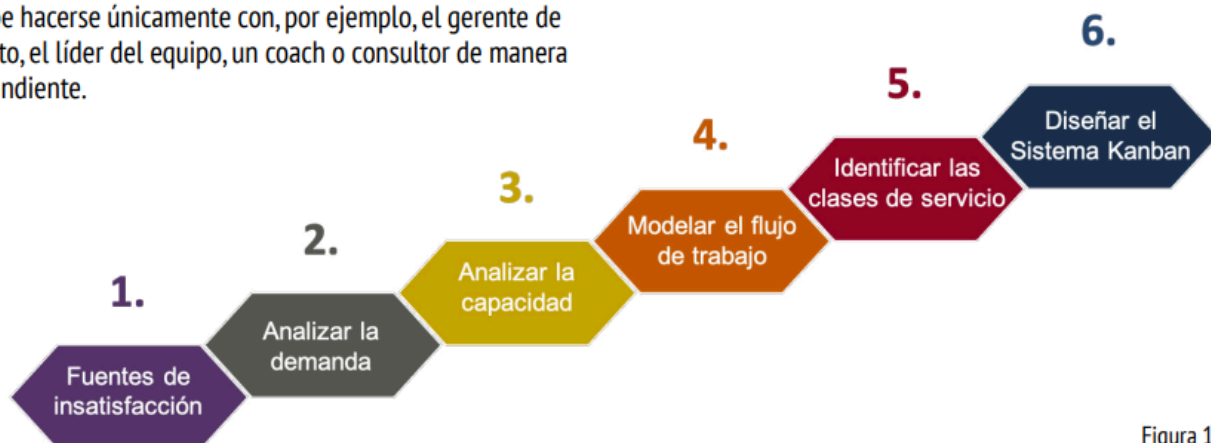 e hacerse únicamente con, por ejemplo, el gerente de
to, el líder del equipo, un coach o consultor de manera
ndiente.
6.
5.
4.
3.
2.
1.
Diseñar el
Sistema Kanban
Identificar las
clases de servicio
Modelar el flujo
de trabajo
Analizar la
capacidad
Analizar la
demanda
Fuentes de
insatisfacción
Figura 1